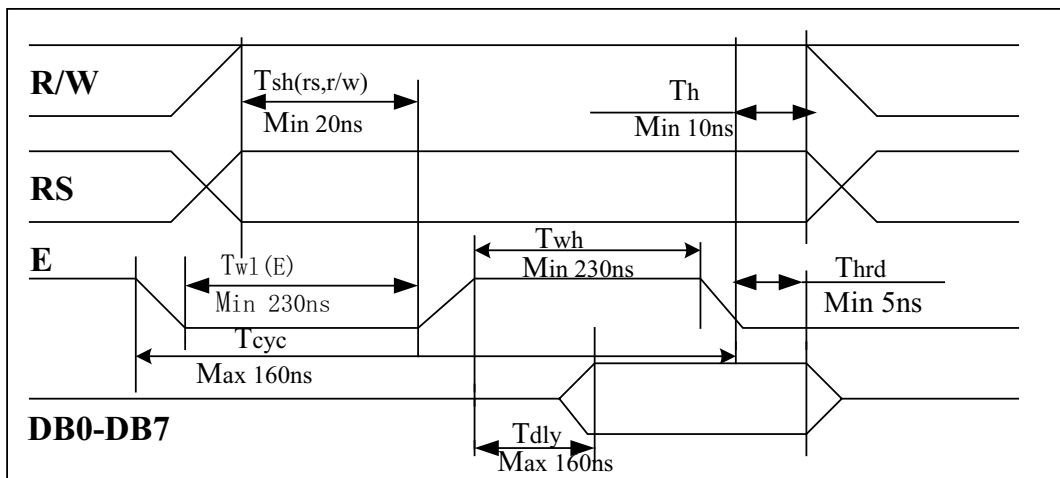 R/W
Tsh(rs,r/w)
Min 20ns
Th
Min 10ns
RS
E
Twl(E)
Min 230ns
Twh
Min 230ns
Thrd
Min 5ns
Tcyc
Max 160ns
DB0-DB7
Tdly
Max 160ns